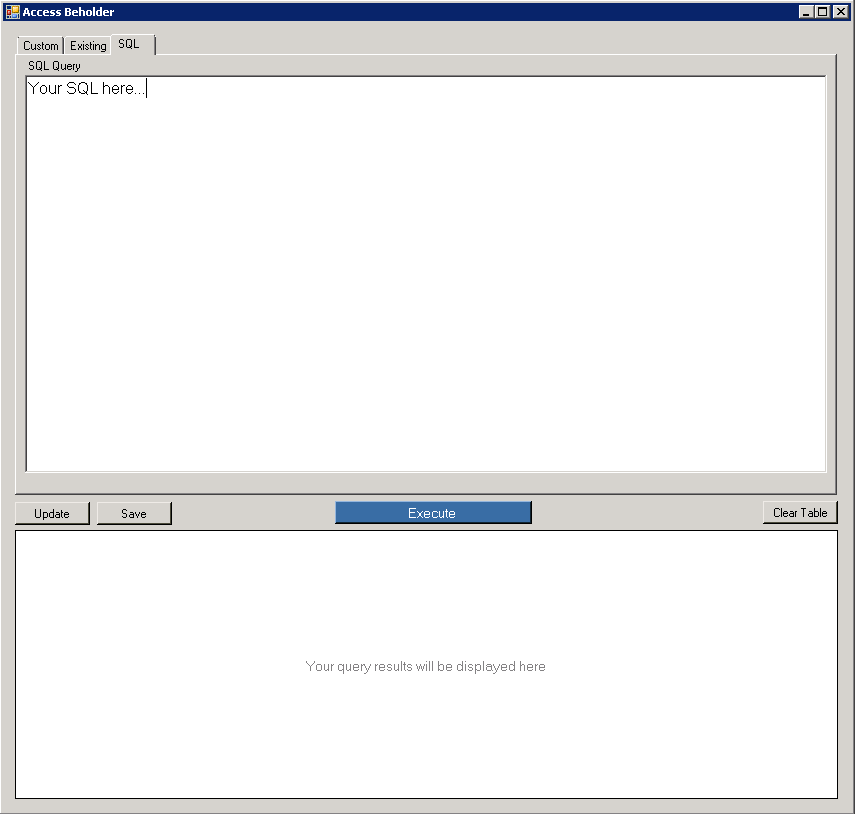 Access Beholder
Custom Existing SQL
SQL Query
Your SQL here...
Update Save Execute Clear Table
Your query results will be displayed here